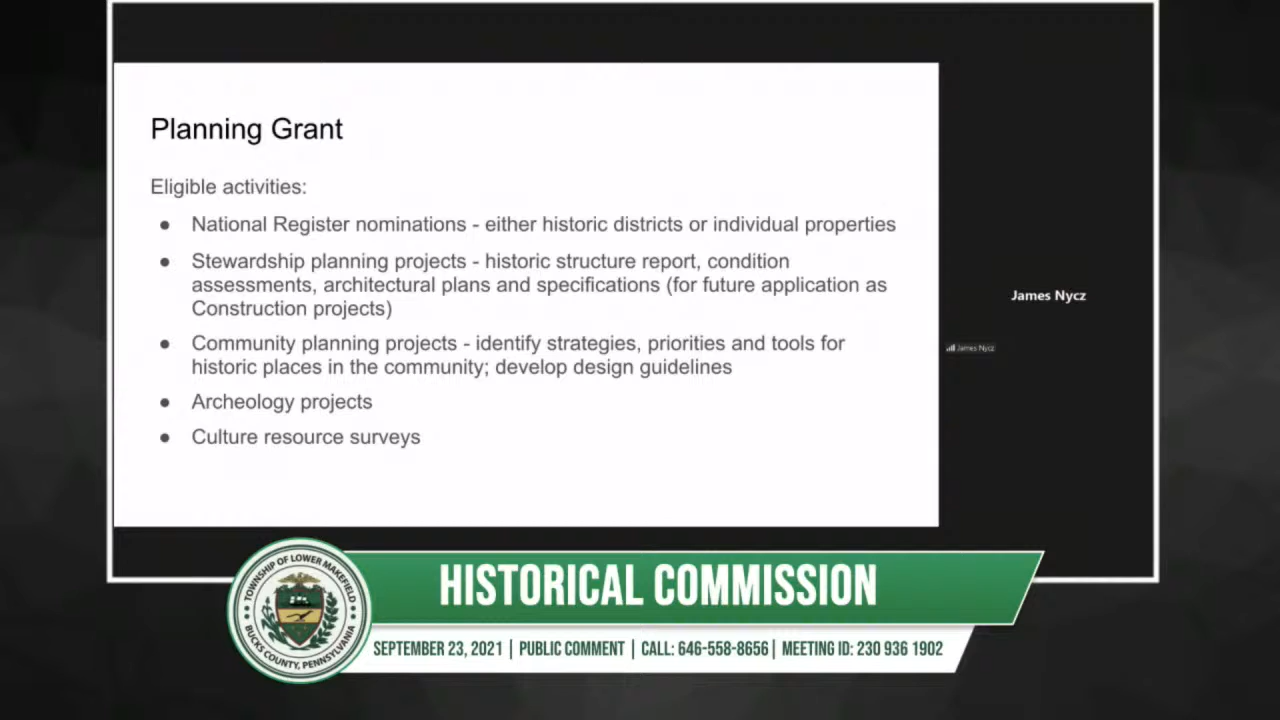 Planning Grant
Eligible activities:
● National Register nominations - either historic districts or individual properties
● Stewardship planning projects - historic structure report, condition
assessments, architectural plans and specifications (for future application as
Construction projects)
● Community planning projects - identify strategies, priorities and tools for
historic places in the community; develop design guidelines
● Archeology projects
● Culture resource surveys
James Nycz
James Nycz
TOWNSHIP OF LOWER MAKEFIELD
BUCKS COUNTY, PENNSYLVANIA
HISTORICAL COMMISSION
SEPTEMBER 23, 2021 | PUBLIC COMMENT | CALL: 646-558-8656 | MEETING ID: 230 936 1902